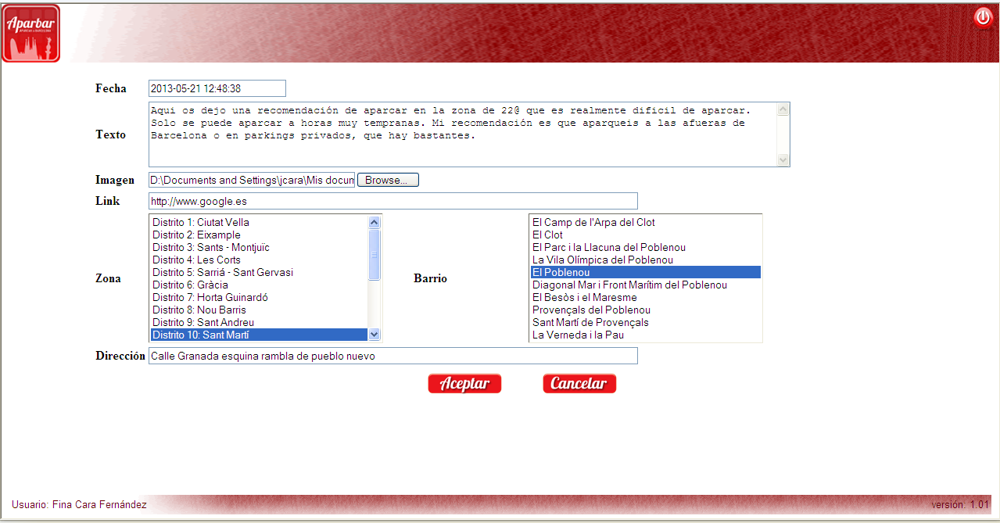 Aparbar
APARCAR EN BARCELONA
Fecha 2013-05-21 12:48:38
Texto
Aqui os dejo una recomendación de aparcar en la zona de 22@ que es realmente dificil de aparcar.
Solo se puede aparcar a horas muy tempranas. Mi recomendación es que aparqueis a las afueras de
Barcelona o en parkings privados, que hay bastantes.
Imagen D:\Documents and Settings\jcara\Mis docum Browse...
Link http://www.google.es
Zona
Distrito 1: Ciutat Vella
Distrito 2: Eixample
Distrito 3: Sants - Montjuïc
Distrito 4: Les Corts
Distrito 5: Sarriá - Sant Gervasi
Distrito 6: Gràcia
Distrito 7: Horta Guinardó
Distrito 8: Nou Barris
Distrito 9: Sant Andreu
Distrito 10: Sant Martí
Barrio
El Camp de l'Arpa del Clot
El Clot
El Parc i la Llacuna del Poblenou
La Vila Olímpica del Poblenou
El Poblenou
Diagonal Mar i Front Marítim del Poblenou
El Besòs i el Maresme
Provençals del Poblenou
Sant Martí de Provençals
La Verneda i la Pau
Dirección Calle Granada esquina rambla de pueblo nuevo
Aceptar Cancelar
Usuario: Fina Cara Fernández versión: 1.01